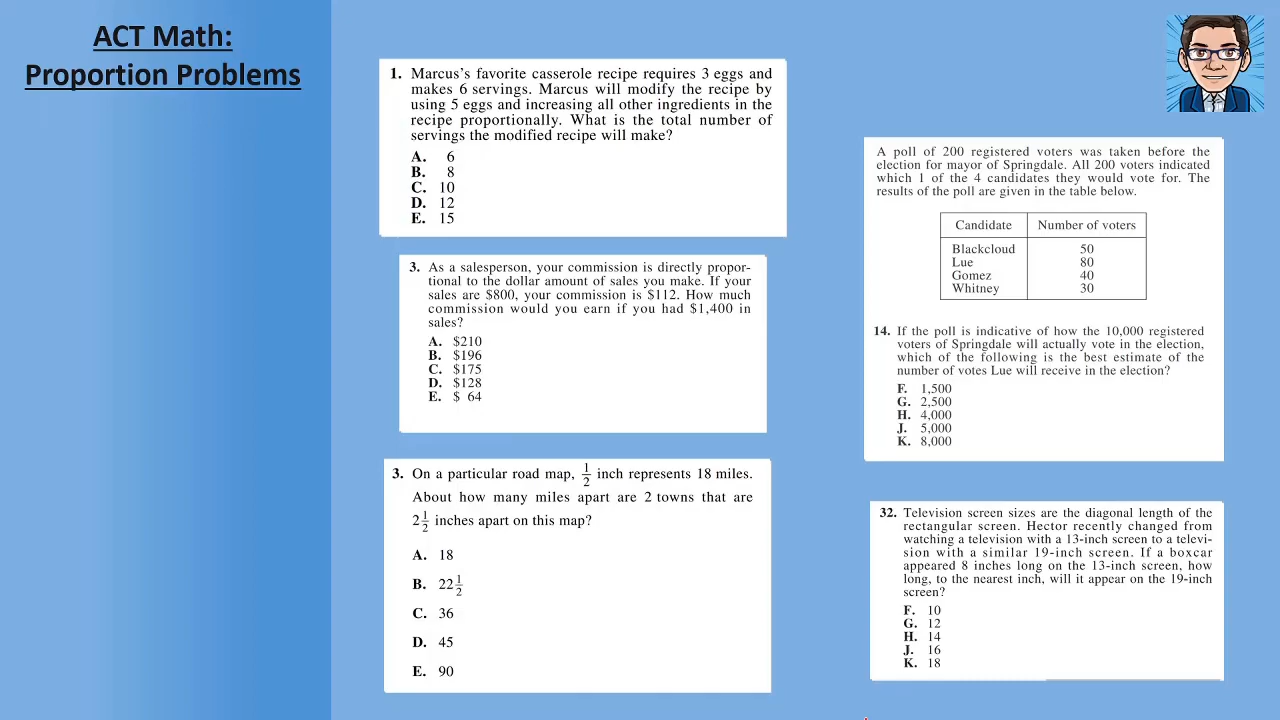 ACT Math:
Proportion Problems
1. Marcus's favorite casserole recipe requires 3 eggs and
makes 6 servings. Marcus will modify the recipe by
using 5 eggs and increasing all other ingredients in the
recipe proportionally. What is the total number of
servings the modified recipe will make?
A. 6
B. 8
C. 10
D. 12
E. 15
3. As a salesperson, your commission is directly propor-
tional to the dollar amount of sales you make. If your
sales are $800, your commission is $112. How much
commission would you earn if you had $1,400 in
sales?
A. $210
B. $196
C. $175
D. $128
E. $ 64
3. On a particular road map, 1/2 inch represents 18 miles.
About how many miles apart are 2 towns that are
2 1/2 inches apart on this map?
A. 18
B. 22 1/2
C. 36
D. 45
E. 90
A poll of 200 registered voters was taken before the
election for mayor of Springdale. All 200 voters indicated
which 1 of the 4 candidates they would vote for. The
results of the poll are given in the table below.
Candidate Number of voters
Blackcloud 50
Lue 80
Gomez 40
Whitney 30
14. If the poll is indicative of how the 10,000 registered
voters of Springdale will actually vote in the election,
which of the following is the best estimate of the
number of votes Lue will receive in the election?
F. 1,500
G. 2,500
H. 4,000
J. 5,000
K. 8,000
32. Television screen sizes are the diagonal length of the
rectangular screen. Hector recently changed from
watching a television with a 13-inch screen to a televi-
sion with a similar 19-inch screen. If a boxcar
appeared 8 inches long on the 13-inch screen, how
long, to the nearest inch, will it appear on the 19-inch
screen?
F. 10
G. 12
H. 14
J. 16
K. 18